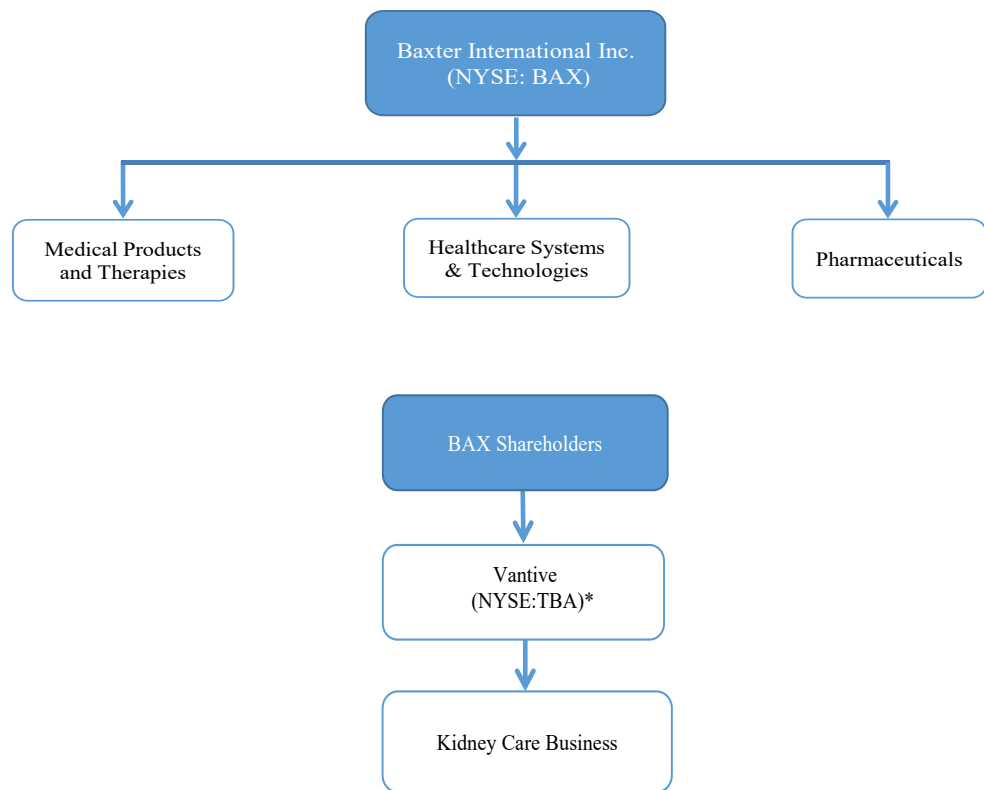 Baxter International Inc.
(NYSE: BAX)
Medical Products
and Therapies
Healthcare Systems
& Technologies
Pharmaceuticals
BAX Shareholders
Vantive
(NYSE:TBA)*
Kidney Care Business